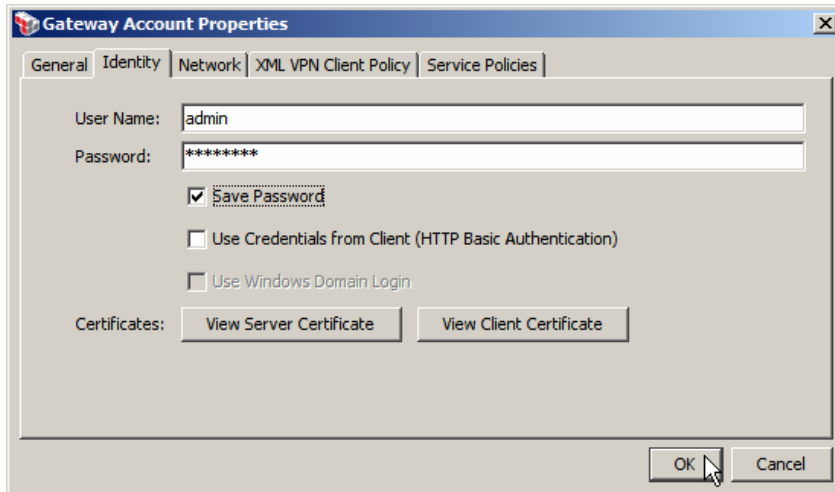 Gateway Account Properties
General Identity Network XML VPN Client Policy Service Policies
User Name: admin
Password: ********
Save Password
Use Credentials from Client (HTTP Basic Authentication)
Use Windows Domain Login
Certificates: View Server Certificate View Client Certificate
OK Cancel